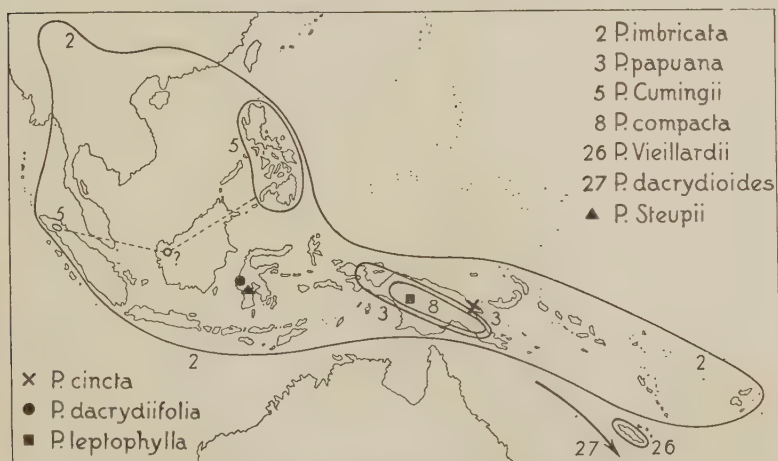 2 P. imbricata
3 P. papuana
5 P. Cumingii
8 P. compacta
26 P. Vieillardii
27 P. dacrydioides
▲ P. Steupii
2
5
5
?
3
8
3
2
2
27
26
× P. cincta
● P. dacrydiifolia
■ P. leptophylla